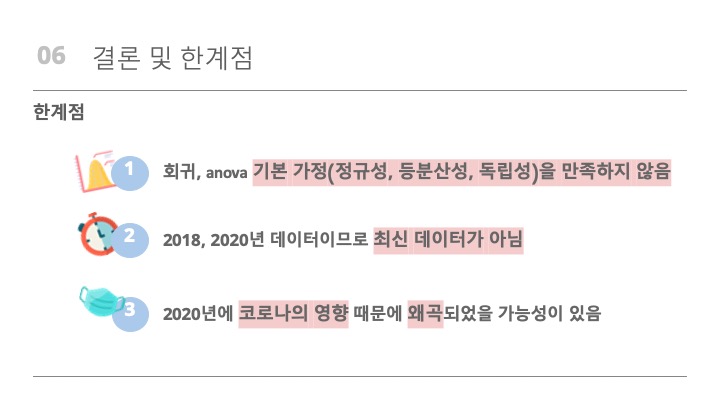 06 결론 및 한계점
한계점
1 회귀, anova 기본 가정(정규성, 등분산성, 독립성)을 만족하지 않음
2 2018, 2020년 데이터이므로 최신 데이터가 아님
3 2020년에 코로나의 영향 때문에 왜곡되었을 가능성이 있음